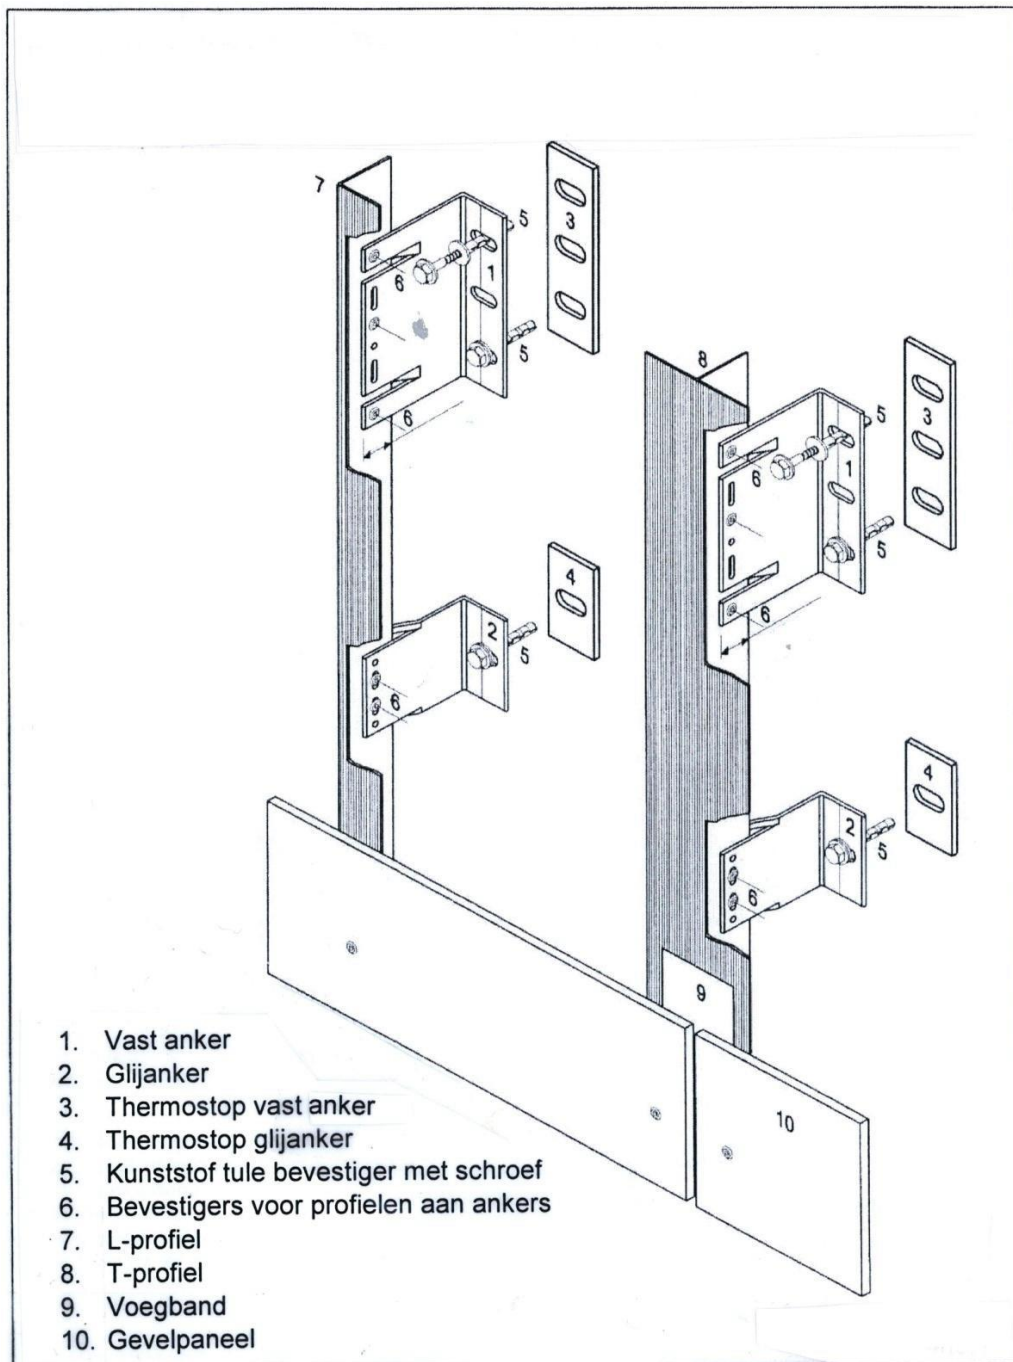 7
3
5
1
6
5
6
8
3
5
1
6
5
6
4
2
5
6
4
2
5
6
9
10
1. Vast anker
2. Glijanker
3. Thermostop vast anker
4. Thermostop glijanker
5. Kunststof tule bevestiger met schroef
6. Bevestigers voor profielen aan ankers
7. L-profiel
8. T-profiel
9. Voegband
10. Gevelpaneel